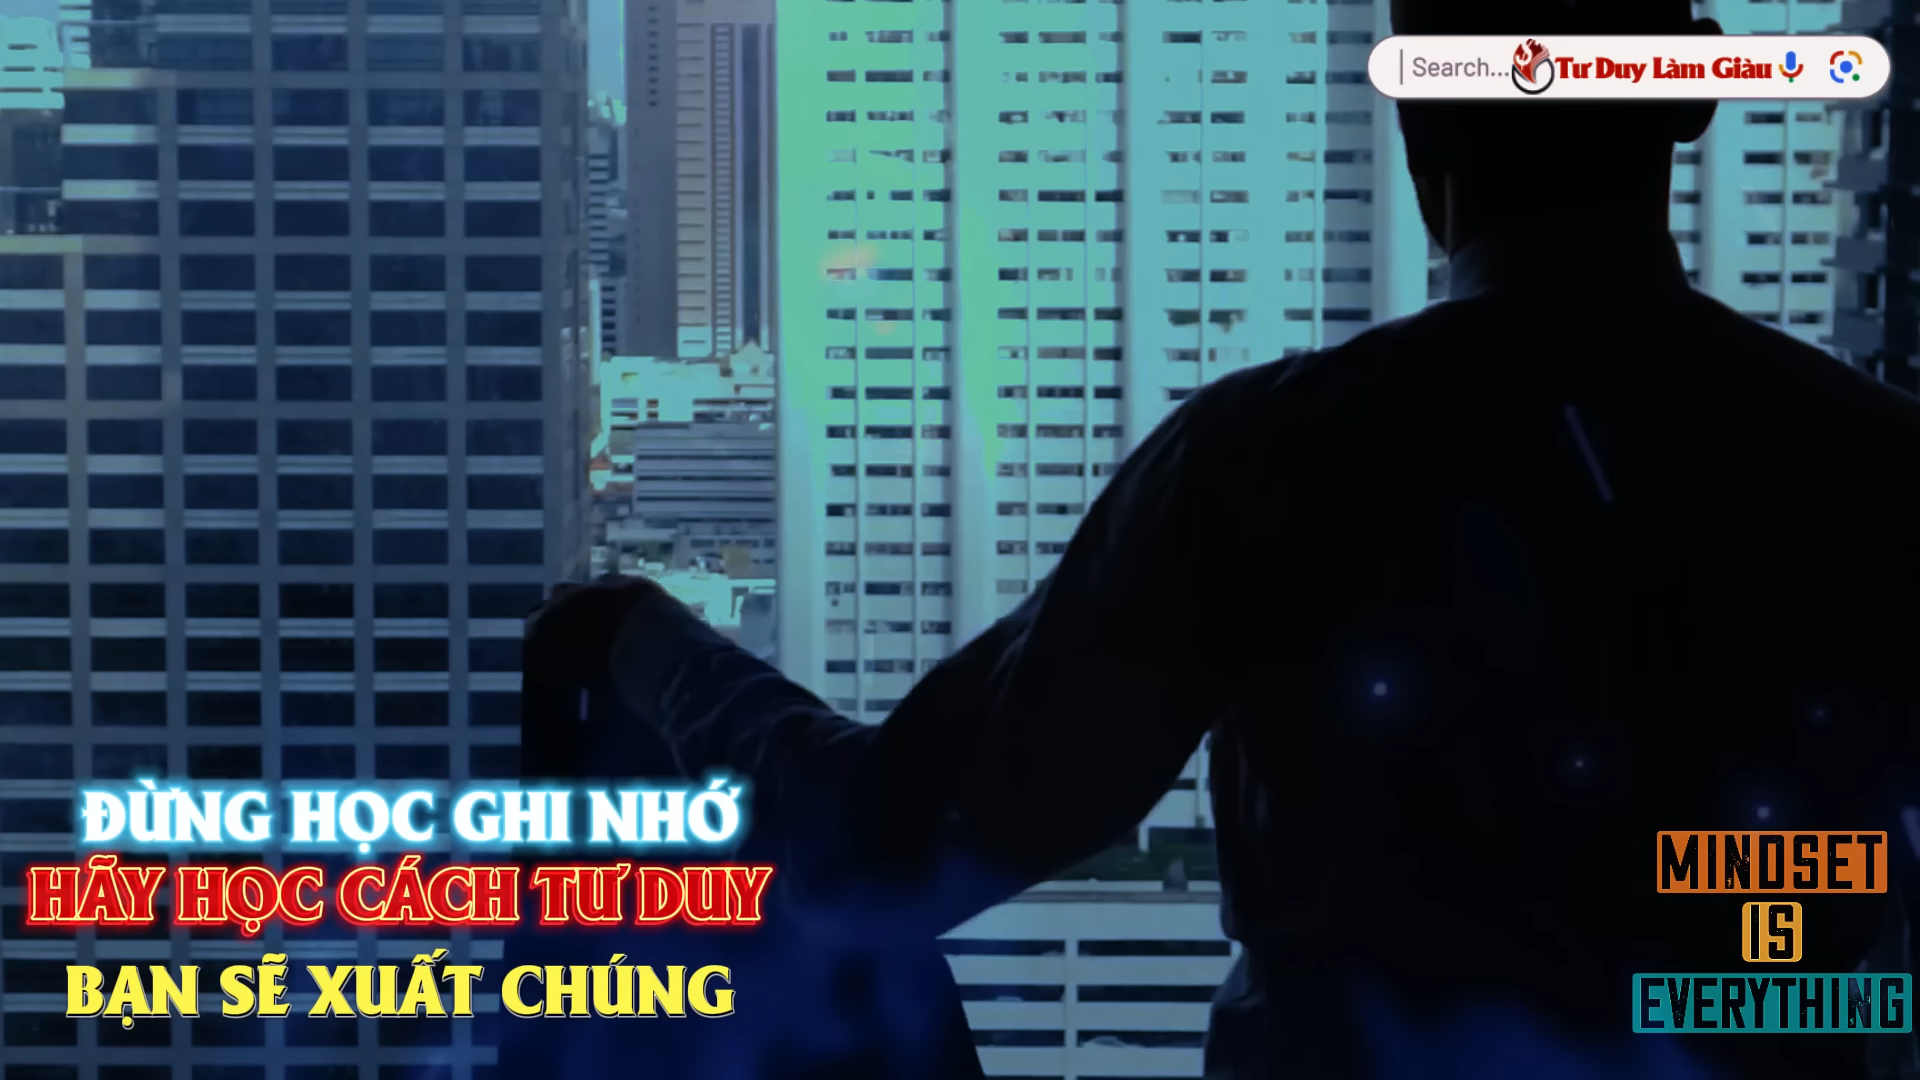 Search... Tư Duy Làm Giàu
ĐỪNG HỌC GHI NHỚ
HÃY HỌC CÁCH TƯ DUY
BẠN SẼ XUẤT CHÚNG
MINDSET
IS
EVERYTHING